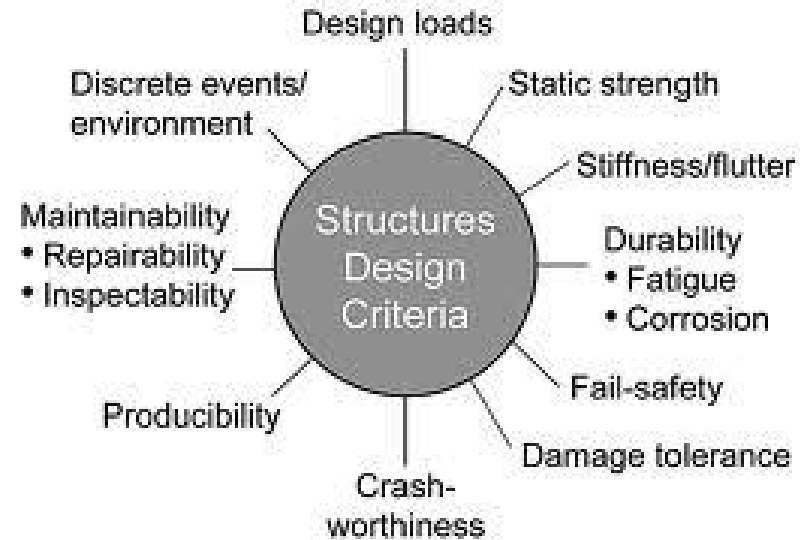 Design loads
Discrete events/
environment
Static strength
Stiffness/flutter
Maintainability
• Repairability
• Inspectability
Structures
Design
Criteria
Durability
• Fatigue
• Corrosion
Fail-safety
Producibility
Damage tolerance
Crash-
worthiness